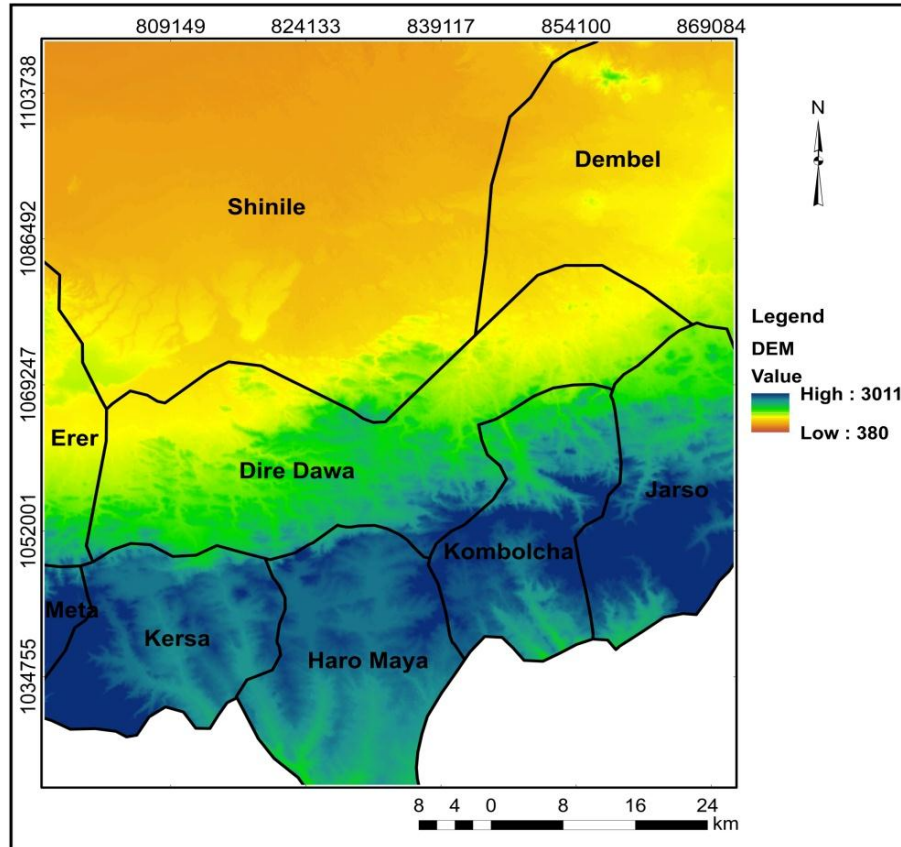 809149 824133 839117 854100 869084
1103738
1086492
1069247
1052001
1034755
N
Dembel
Shinile
Erer
Dire Dawa
Jarso
Kombolcha
Meta
Kersa
Haro Maya
Legend
DEM
Value
High : 3011
Low : 380
8 4 0 8 16 24
km